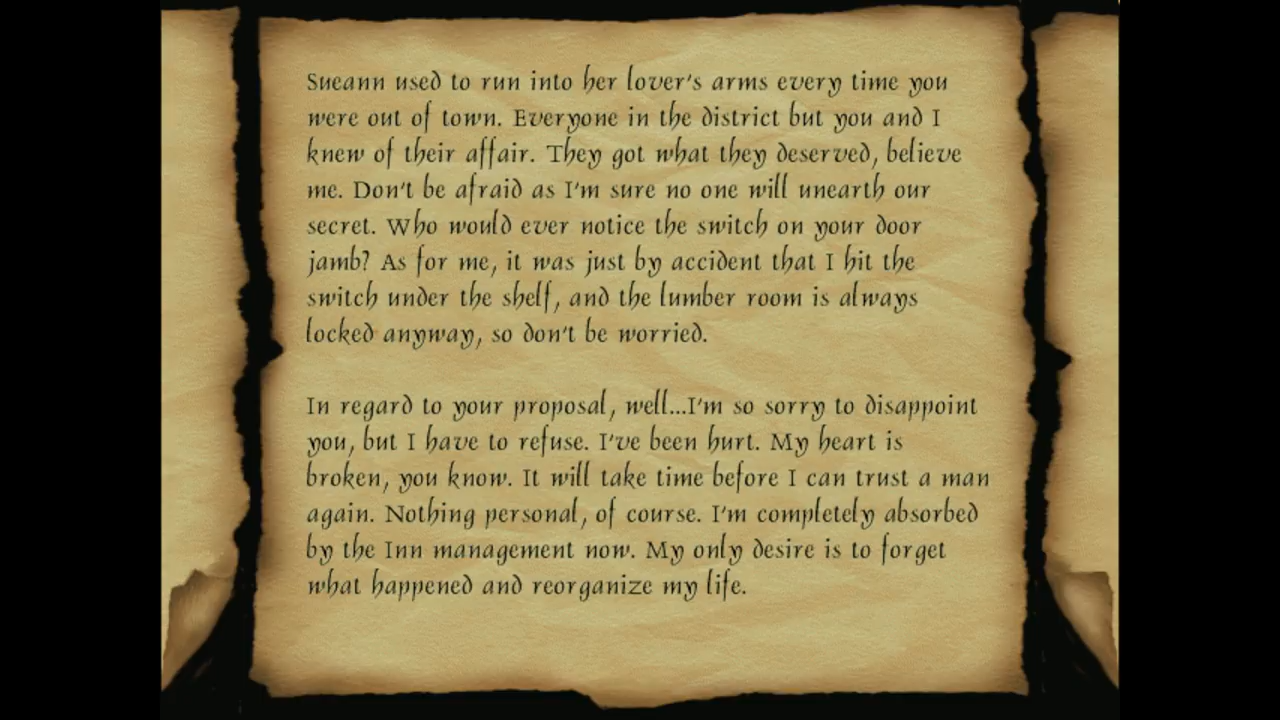 Sueann used to run into her lover's arms every time you
were out of town. Everyone in the district but you and I
knew of their affair. They got what they deserved, believe
me. Don't be afraid as I'm sure no one will unearth our
secret. Who would ever notice the switch on your door
jamb? As for me, it was just by accident that I hit the
switch under the shelf, and the lumber room is always
locked anyway, so don't be worried.
In regard to your proposal, well...I'm so sorry to disappoint
you, but I have to refuse. I've been hurt. My heart is
broken, you know. It will take time before I can trust a man
again. Nothing personal, of course. I'm completely absorbed
by the Inn management now. My only desire is to forget
what happened and reorganize my life.